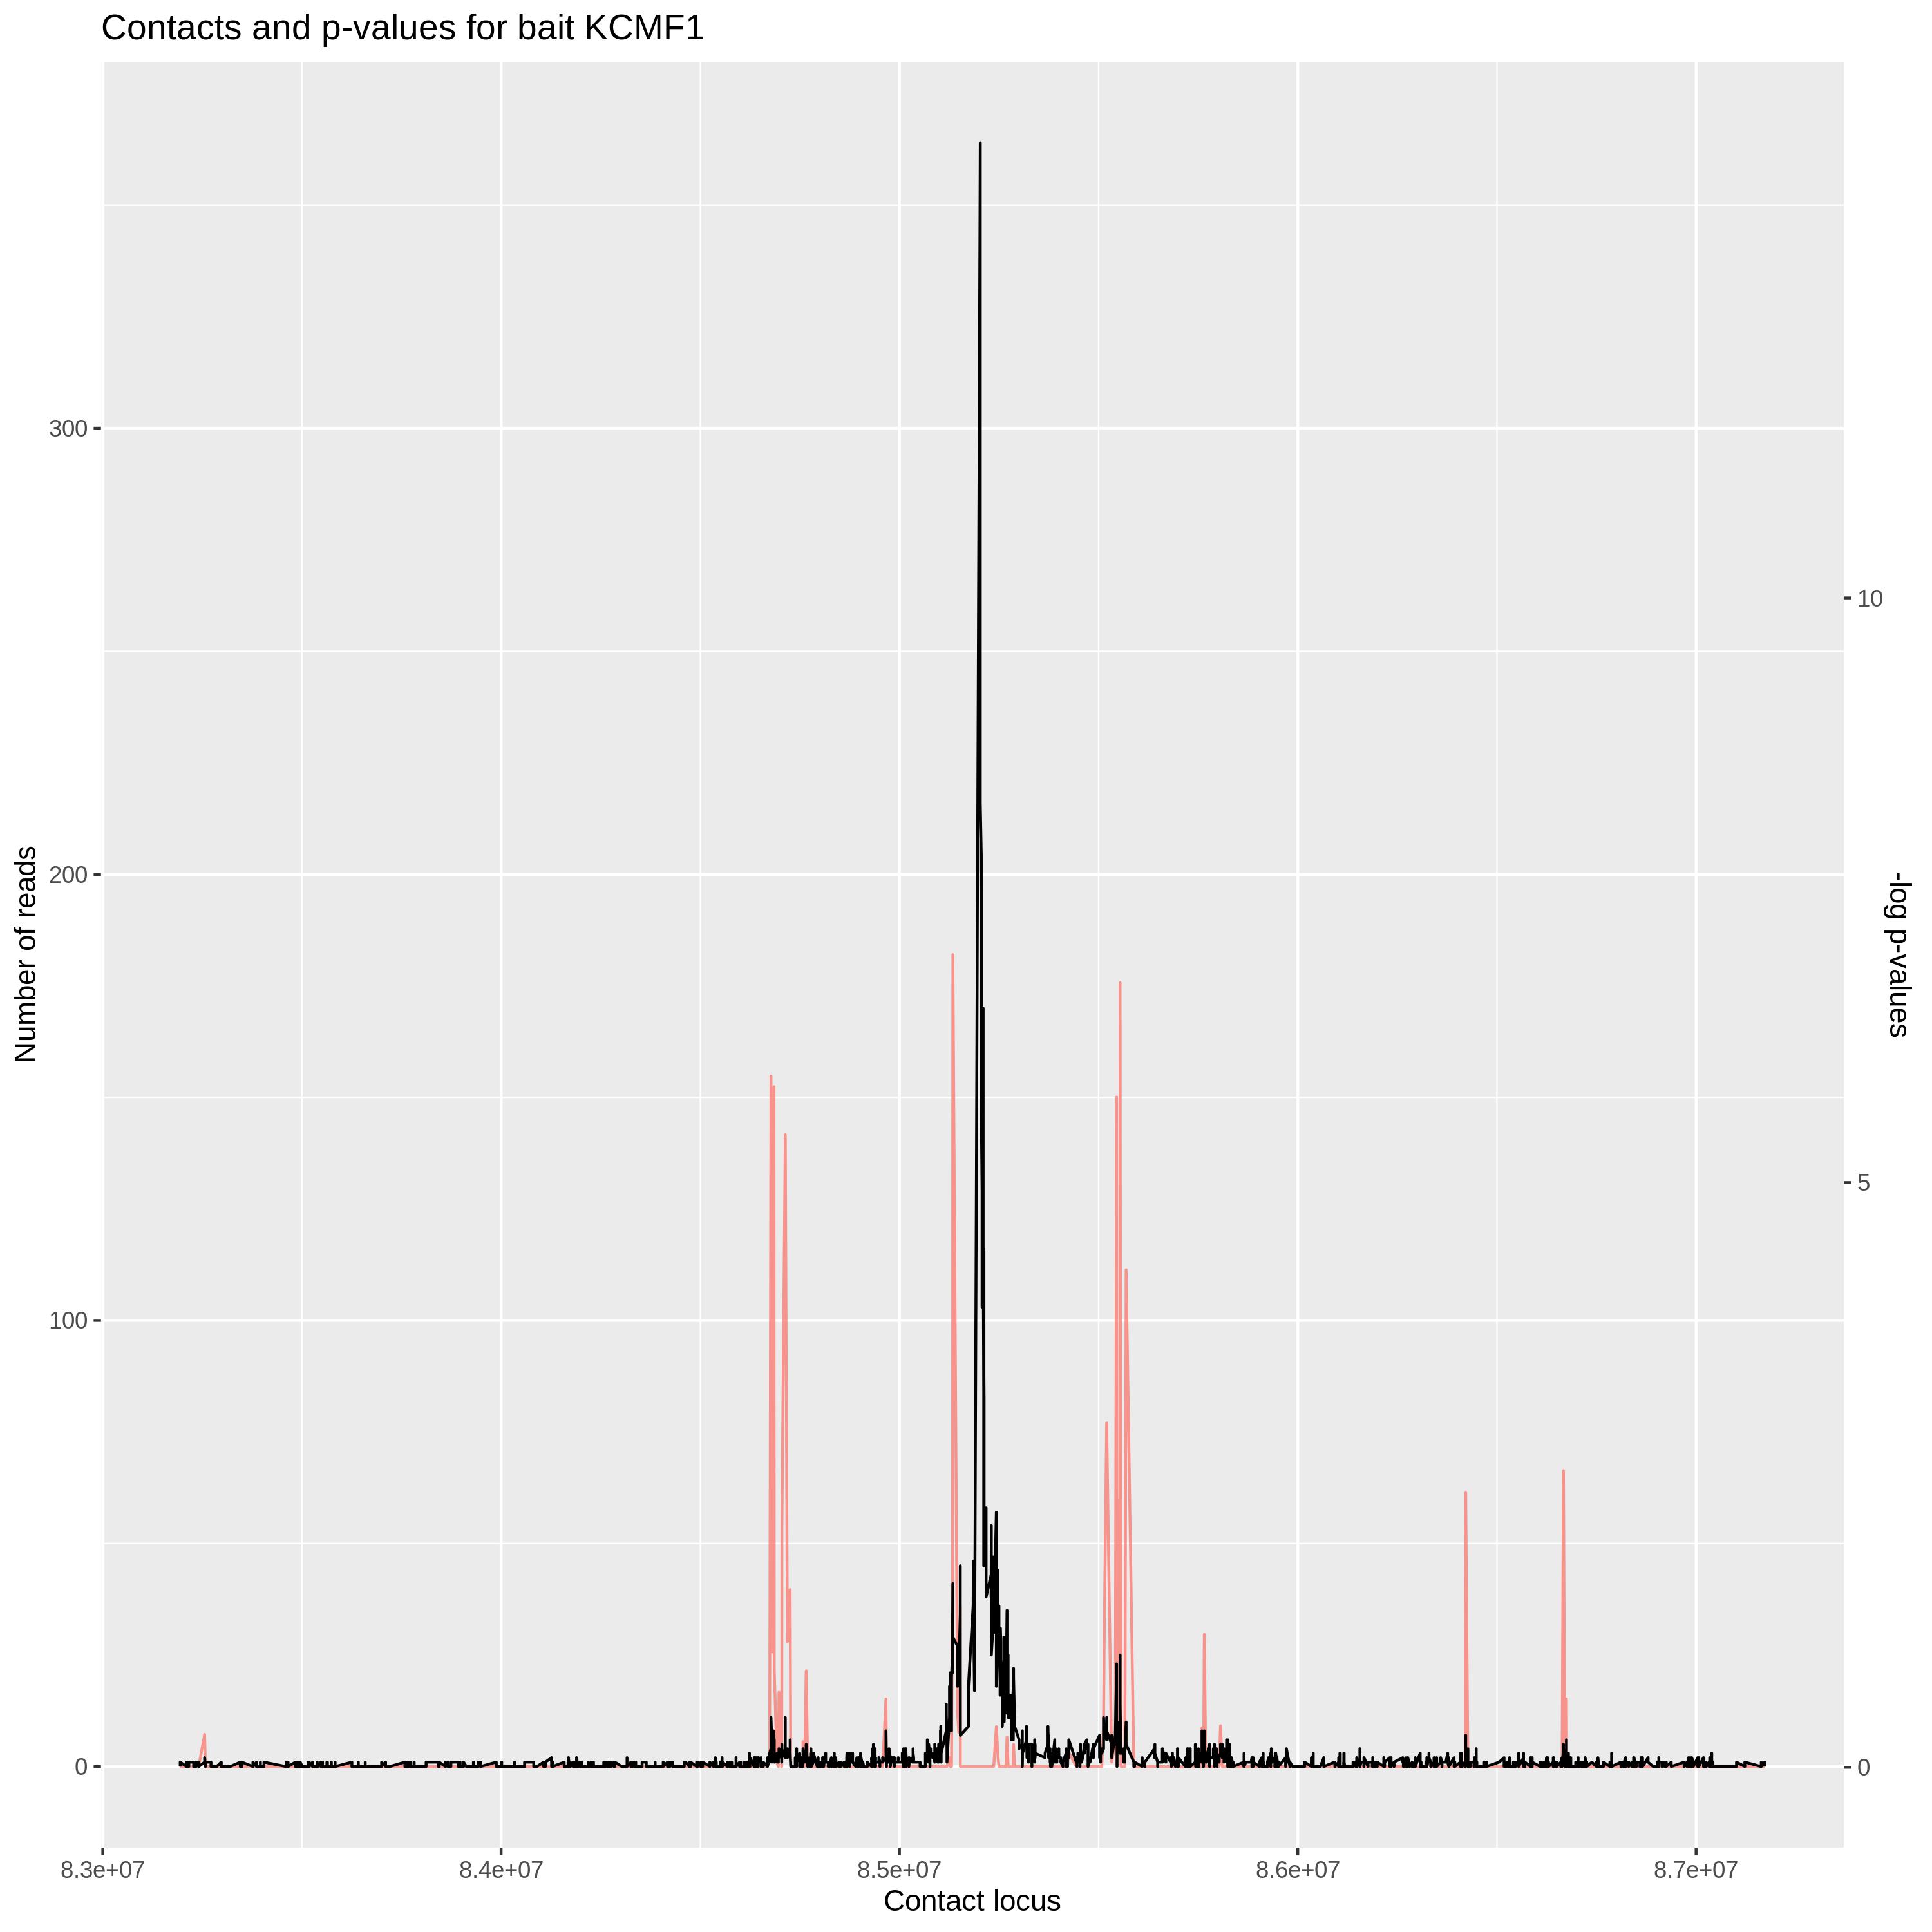 Contacts and p-values for bait KCMF1
Number of reads
300
200
100
0
10
5
0
-log p-values
8.3e+07 8.4e+07 8.5e+07 8.6e+07 8.7e+07
Contact locus